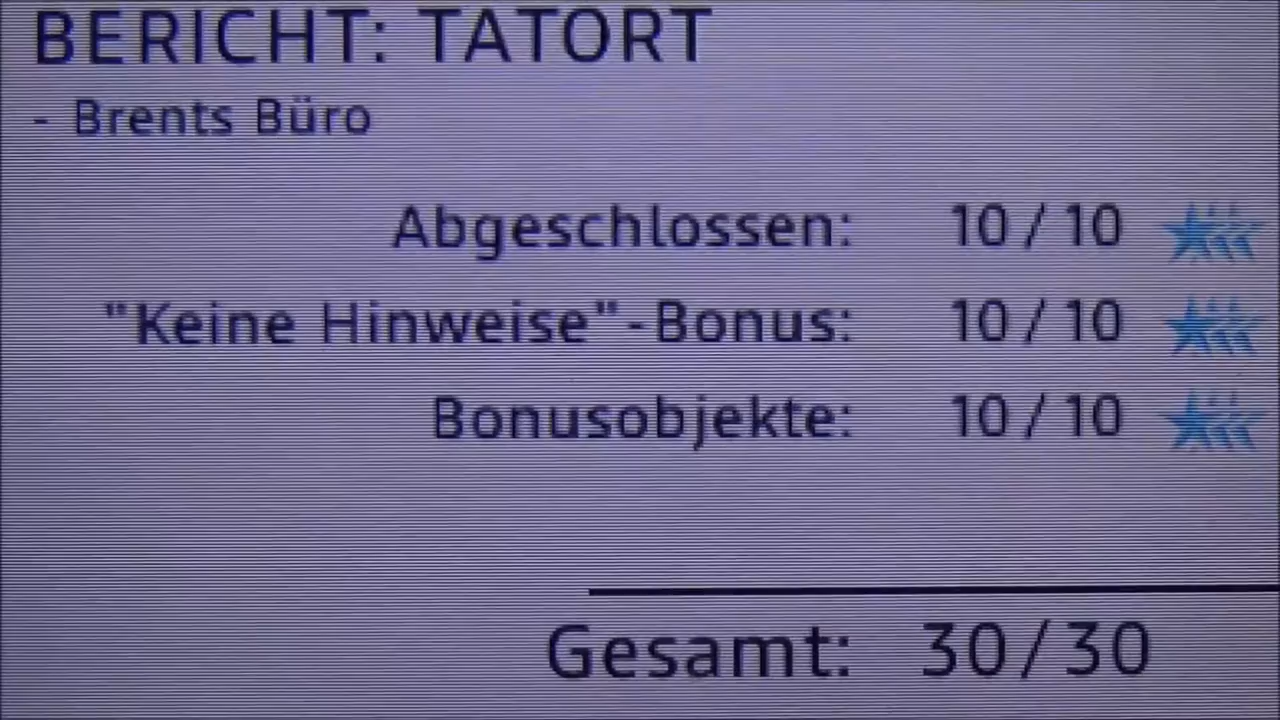 BERICHT: TATORT
- Brents Büro
Abgeschlossen: 10 / 10
"Keine Hinweise"-Bonus: 10 / 10
Bonusobjekte: 10 / 10
Gesamt: 30/30